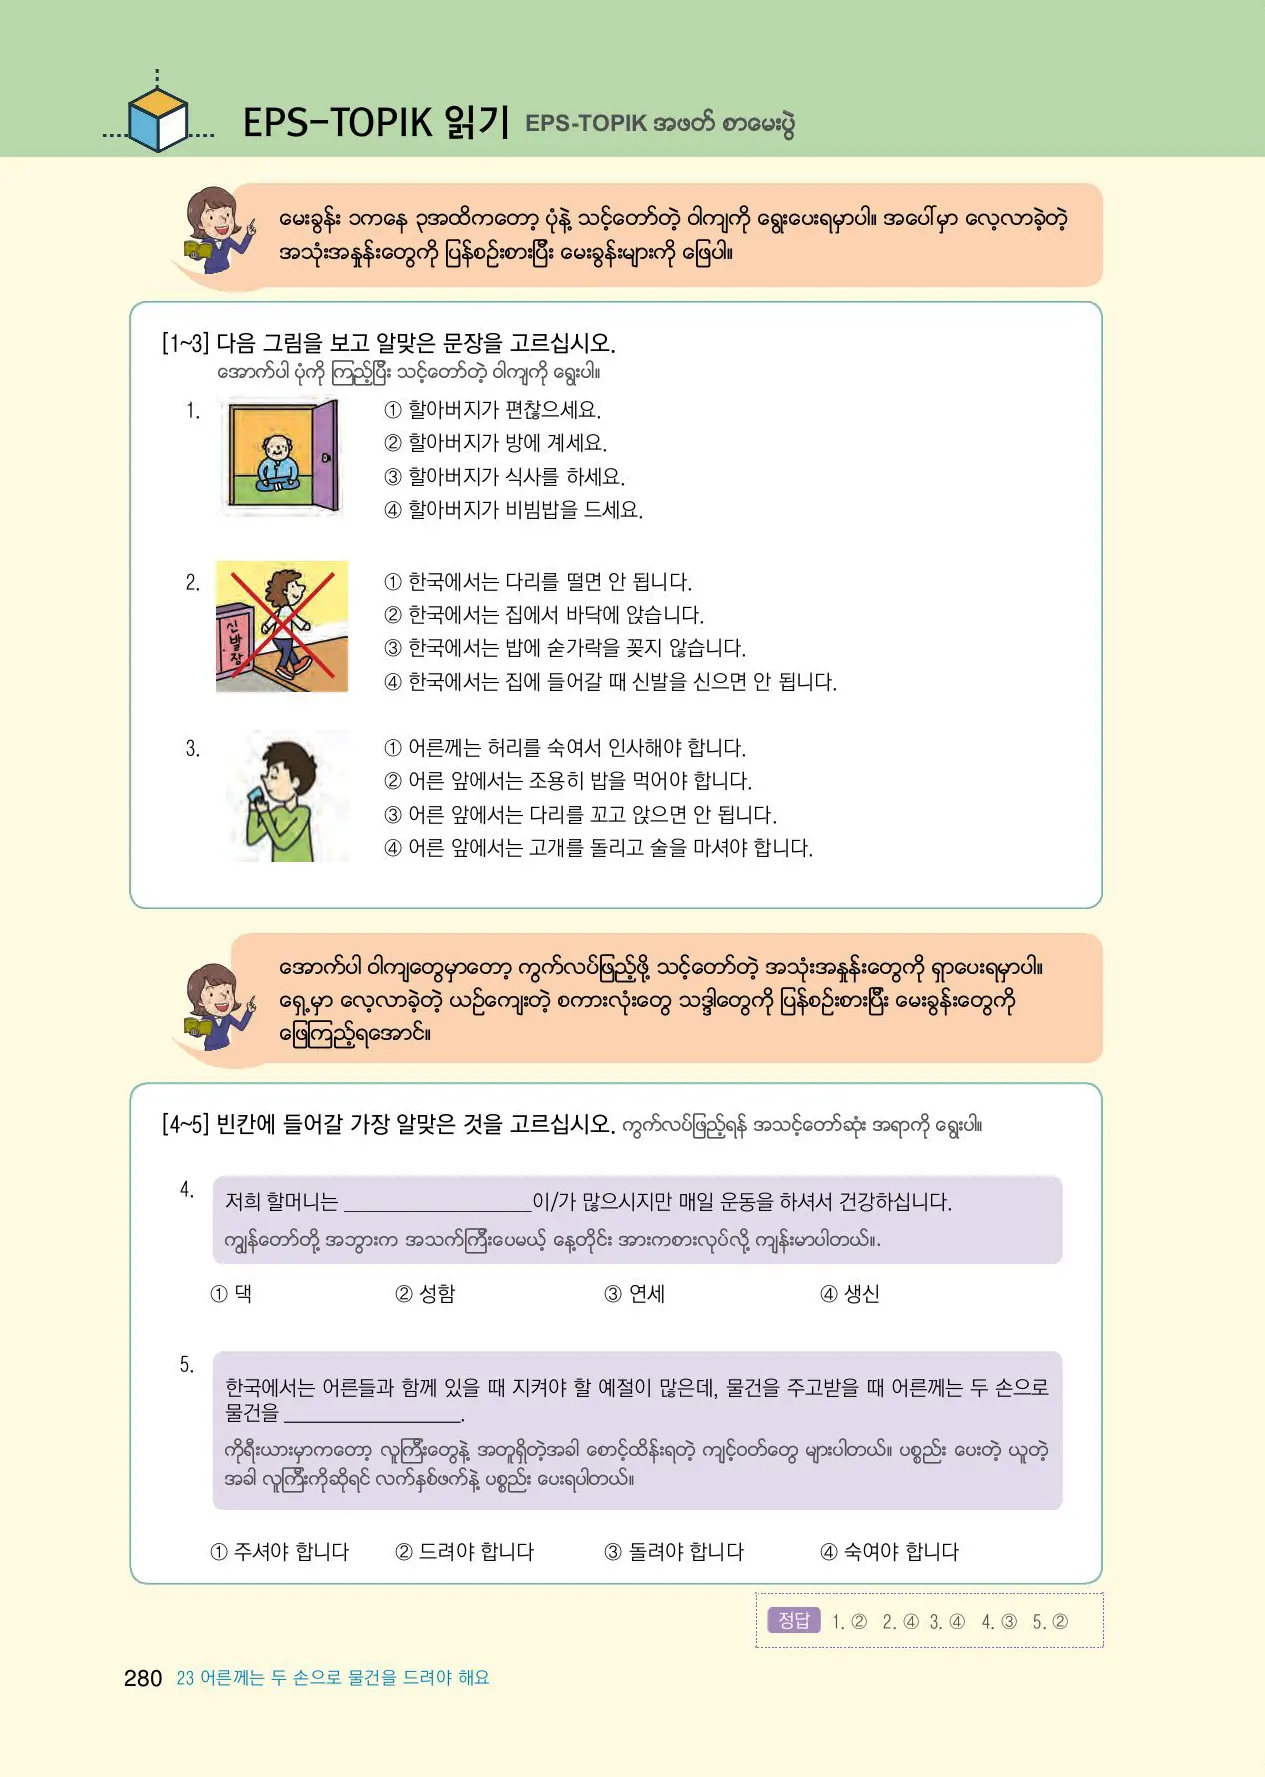 EPS-TOPIK 읽기 EPS-TOPIK အဖတ် စာမေးပွဲ
မေးခွန်း ၁ကနေ ၃အထိကတော့ ပုံနဲ့ သင့်တော်တဲ့ ဝါကျကို ရွေးပေးရမှာပါ။ အပေါ်မှာ လေ့လာခဲ့တဲ့
အသုံးအနှုန်းတွေကို ပြန်စဉ်းစားပြီး မေးခွန်းများကို ဖြေပါ။
[1~3] 다음 그림을 보고 알맞은 문장을 고르십시오.
အောက်ပါ ပုံကို ကြည့်ပြီး သင့်တော်တဲ့ ဝါကျကို ရွေးပါ။
1.
① 할아버지가 편찮으세요.
② 할아버지가 방에 계세요.
③ 할아버지가 식사를 하세요.
④ 할아버지가 비빔밥을 드세요.
2.
신발장
① 한국에서는 다리를 떨면 안 됩니다.
② 한국에서는 집에서 바닥에 앉습니다.
③ 한국에서는 밥에 숟가락을 꽂지 않습니다.
④ 한국에서는 집에 들어갈 때 신발을 신으면 안 됩니다.
3.
① 어른께는 허리를 숙여서 인사해야 합니다.
② 어른 앞에서는 조용히 밥을 먹어야 합니다.
③ 어른 앞에서는 다리를 꼬고 앉으면 안 됩니다.
④ 어른 앞에서는 고개를 돌리고 술을 마셔야 합니다.
အောက်ပါ ဝါကျတွေမှာတော့ ကွက်လပ်ဖြည့်ဖို့ သင့်တော်တဲ့ အသုံးအနှုန်းတွေကို ရှာပေးရမှာပါ။
ရှေ့မှာ လေ့လာခဲ့တဲ့ ယဉ်ကျေးတဲ့ စကားလုံးတွေ သဒ္ဒါတွေကို ပြန်စဉ်းစားပြီး မေးခွန်းတွေကို
ဖြေကြည့်ရအောင်။
[4~5] 빈칸에 들어갈 가장 알맞은 것을 고르십시오. ကွက်လပ်ဖြည့်ရန် အသင့်တော်ဆုံး အရာကို ရွေးပါ။
4.
저희 할머니는 ________________이/가 많으시지만 매일 운동을 하셔서 건강하십니다.
ကျွန်တော်တို့ အဘွားက အသက်ကြီးပေမယ့် နေ့တိုင်း အားကစားလုပ်လို့ ကျန်းမာပါတယ်။.
① 댁 ② 성함 ③ 연세 ④ 생신
5.
한국에서는 어른들과 함께 있을 때 지켜야 할 예절이 많은데, 물건을 주고받을 때 어른께는 두 손으로
물건을 ________________.
ကိုရီးယားမှာကတော့ လူကြီးတွေနဲ့ အတူရှိတဲ့အခါ စောင့်ထိန်းရတဲ့ ကျင့်ဝတ်တွေ များပါတယ်။ ပစ္စည်း ပေးတဲ့ ယူတဲ့
အခါ လူကြီးကိုဆိုရင် လက်နှစ်ဖက်နဲ့ ပစ္စည်း ပေးရပါတယ်။
① 주셔야 합니다 ② 드려야 합니다 ③ 돌려야 합니다 ④ 숙여야 합니다
정답 1. ② 2. ④ 3. ④ 4. ③ 5. ②
280 23 어른께는 두 손으로 물건을 드려야 해요